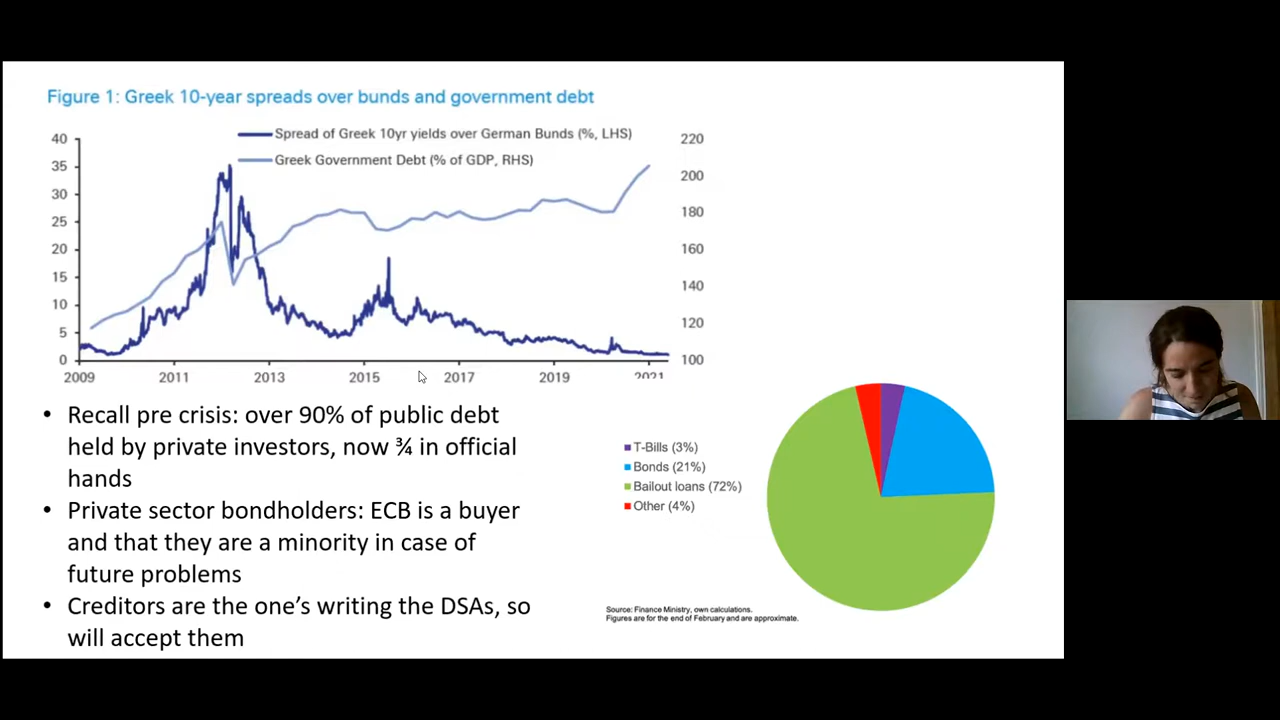 Figure 1: Greek 10-year spreads over bunds and government debt
Spread of Greek 10yr yields over German Bunds (%, LHS)
Greek Government Debt (% of GDP, RHS)
40
35
30
25
20
15
10
5
0
220
200
180
160
140
120
100
2009 2011 2013 2015 2017 2019 2021
• Recall pre crisis: over 90% of public debt
held by private investors, now ¾ in official
hands
• Private sector bondholders: ECB is a buyer
and that they are a minority in case of
future problems
• Creditors are the one's writing the DSAs, so
will accept them
T-Bills (3%)
Bonds (21%)
Bailout loans (72%)
Other (4%)
Source: Finance Ministry, own calculations.
Figures are for the end of February and are approximate.